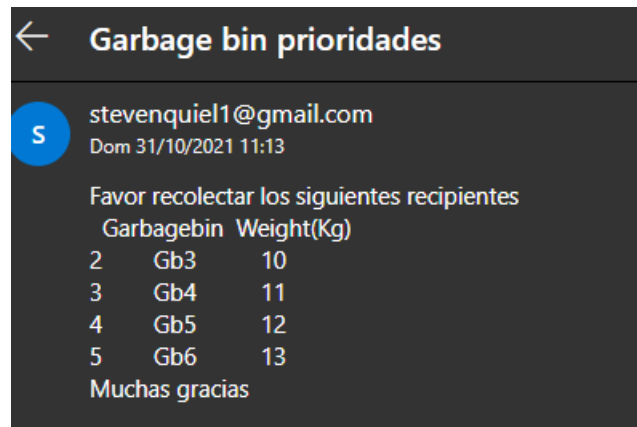 Garbage bin prioridades
S
stevenquiel1@gmail.com
Dom 31/10/2021 11:13
Favor recolectar los siguientes recipientes
Garbagebin Weight(Kg)
2 Gb3 10
3 Gb4 11
4 Gb5 12
5 Gb6 13
Muchas gracias